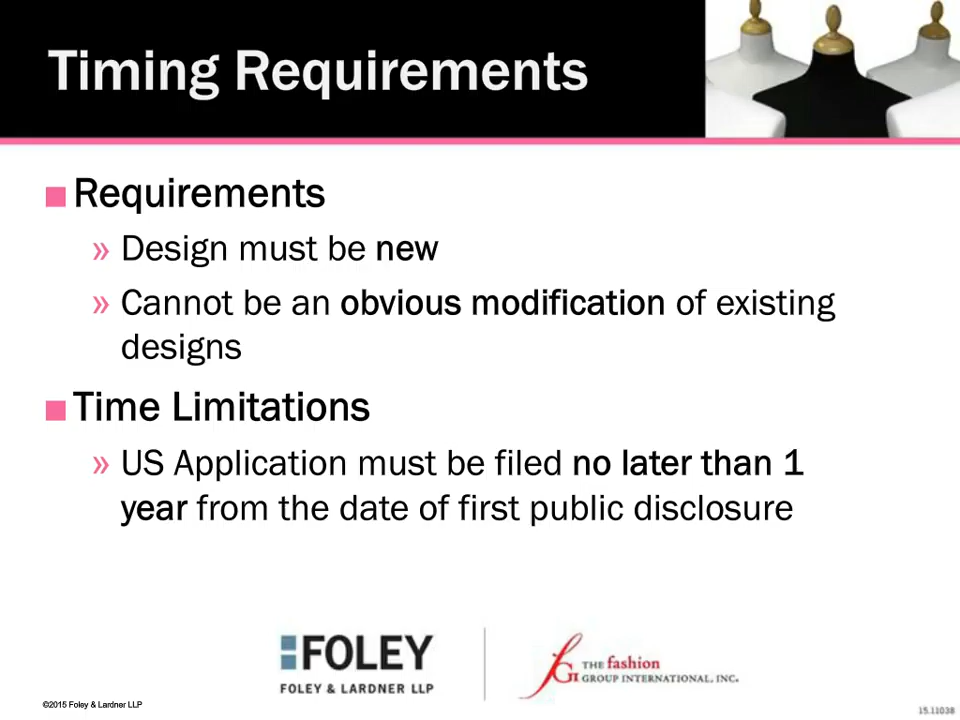 Timing Requirements
Requirements
» Design must be new
» Cannot be an obvious modification of existing
designs
Time Limitations
» US Application must be filed no later than 1
year from the date of first public disclosure
FOLEY
FOLEY & LARDNER LLP
fGI THE fashion
GROUP INTERNATIONAL, INC.
©2015 Foley & Lardner LLP
15.11038